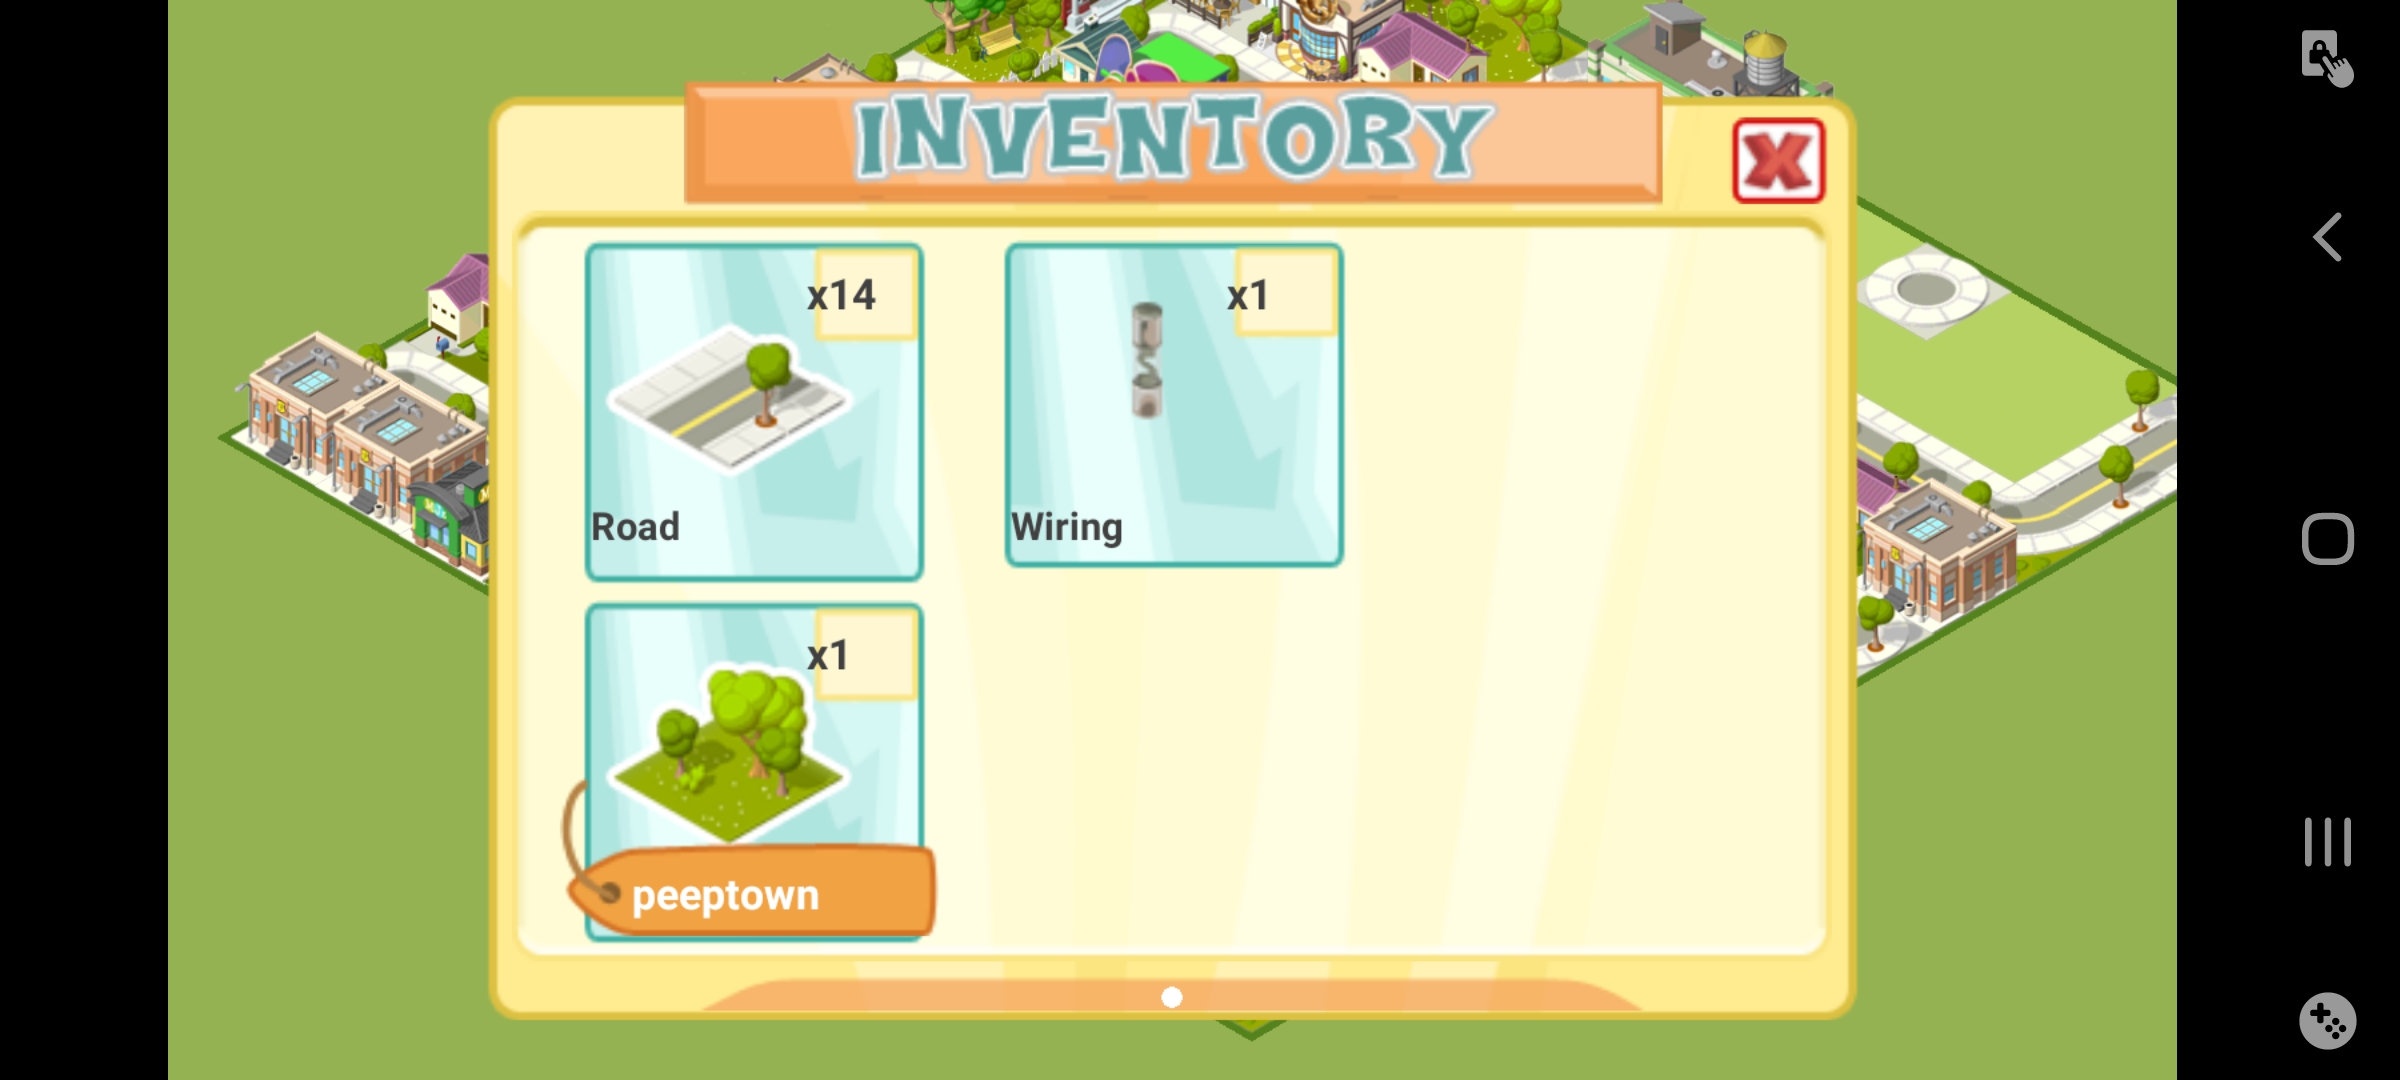 INVENTORY
x14
Road
x1
Wiring
x1
peeptown